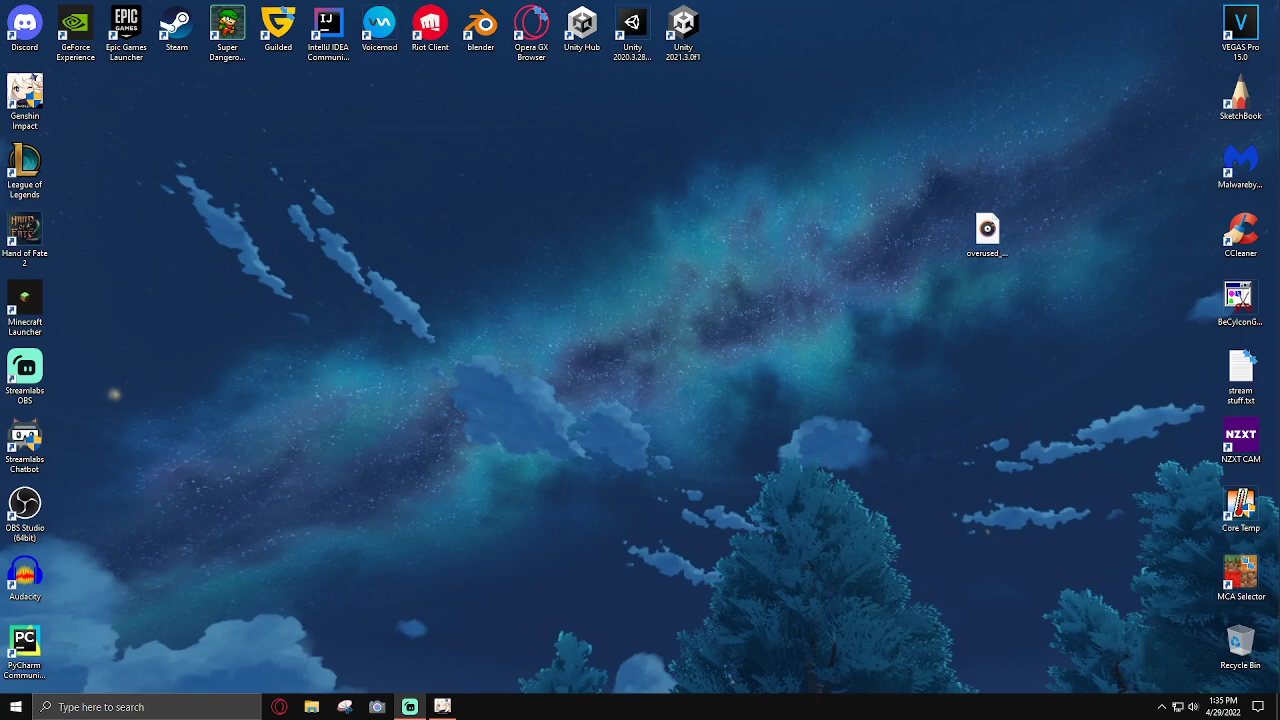 Discord
GeForce
Experience
Epic Games
Launcher
Steam
Super
Dangero...
Guilded
IntelliJ IDEA
Communi...
Voicemod
Riot Client
blender
Opera GX
Browser
Unity Hub
Unity
2020.3.28...
Unity
2021.3.0f1
VEGAS Pro
15.0
Genshin
Impact
SketchBook
League of
Legends
Malwareby...
Hand of Fate
2
overused_...
CCleaner
Minecraft
Launcher
BeCyIconG...
Streamlabs
OBS
stream
stuff.txt
Streamlabs
Chatbot
NZXT
NZXT CAM
OBS Studio
(64bit)
Core Temp
Audacity
MCA Selector
PC
PyCharm
Communi...
Recycle Bin
Type here to search
1:35 PM
4/29/2022